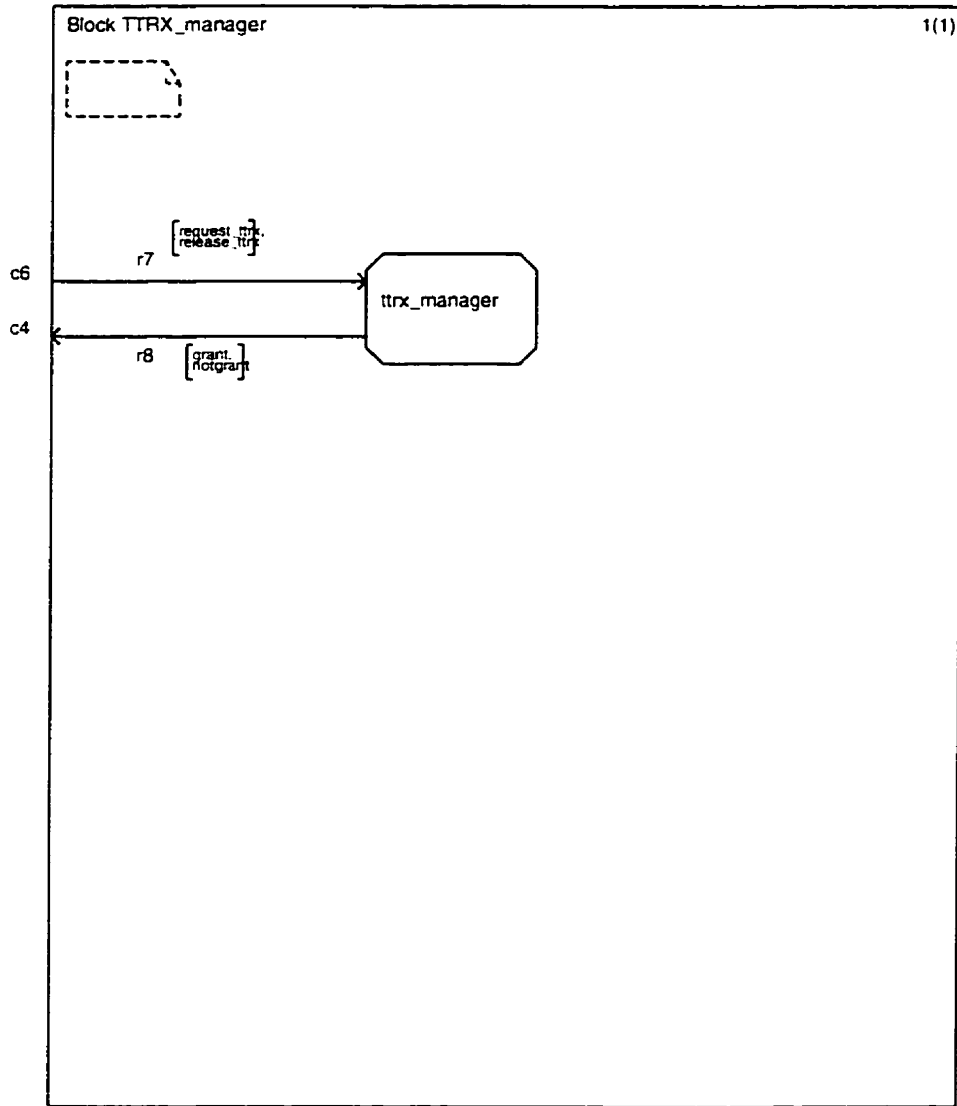 Block TTRX_manager
1(1)
[request_ttrx,
release_ttrx]
r7
c6
ttrx_manager
c4
r8
[grant,
notgrant]